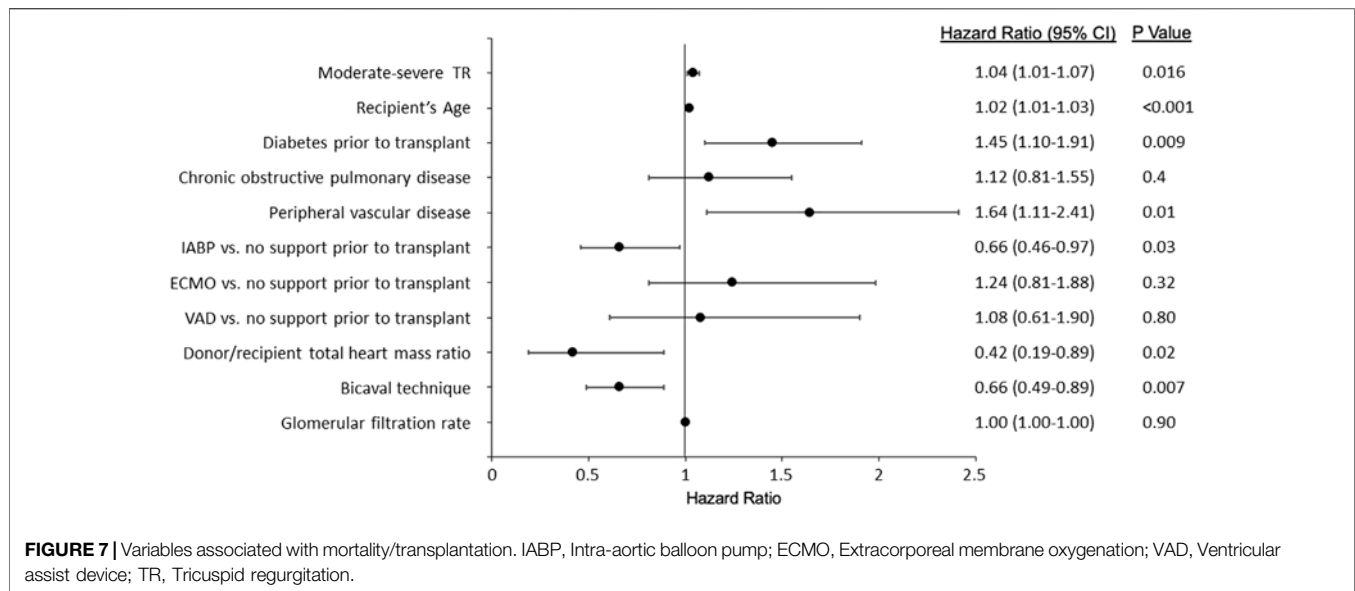 Hazard Ratio (95% CI) P Value
Moderate-severe TR 1.04 (1.01-1.07) 0.016
Recipient's Age 1.02 (1.01-1.03) <0.001
Diabetes prior to transplant 1.45 (1.10-1.91) 0.009
Chronic obstructive pulmonary disease 1.12 (0.81-1.55) 0.4
Peripheral vascular disease 1.64 (1.11-2.41) 0.01
IABP vs. no support prior to transplant 0.66 (0.46-0.97) 0.03
ECMO vs. no support prior to transplant 1.24 (0.81-1.88) 0.32
VAD vs. no support prior to transplant 1.08 (0.61-1.90) 0.80
Donor/recipient total heart mass ratio 0.42 (0.19-0.89) 0.02
Bicaval technique 0.66 (0.49-0.89) 0.007
Glomerular filtration rate 1.00 (1.00-1.00) 0.90
0 0.5 1 1.5 2 2.5
Hazard Ratio
FIGURE 7 | Variables associated with mortality/transplantation. IABP, Intra-aortic balloon pump; ECMO, Extracorporeal membrane oxygenation; VAD, Ventricular
assist device; TR, Tricuspid regurgitation.